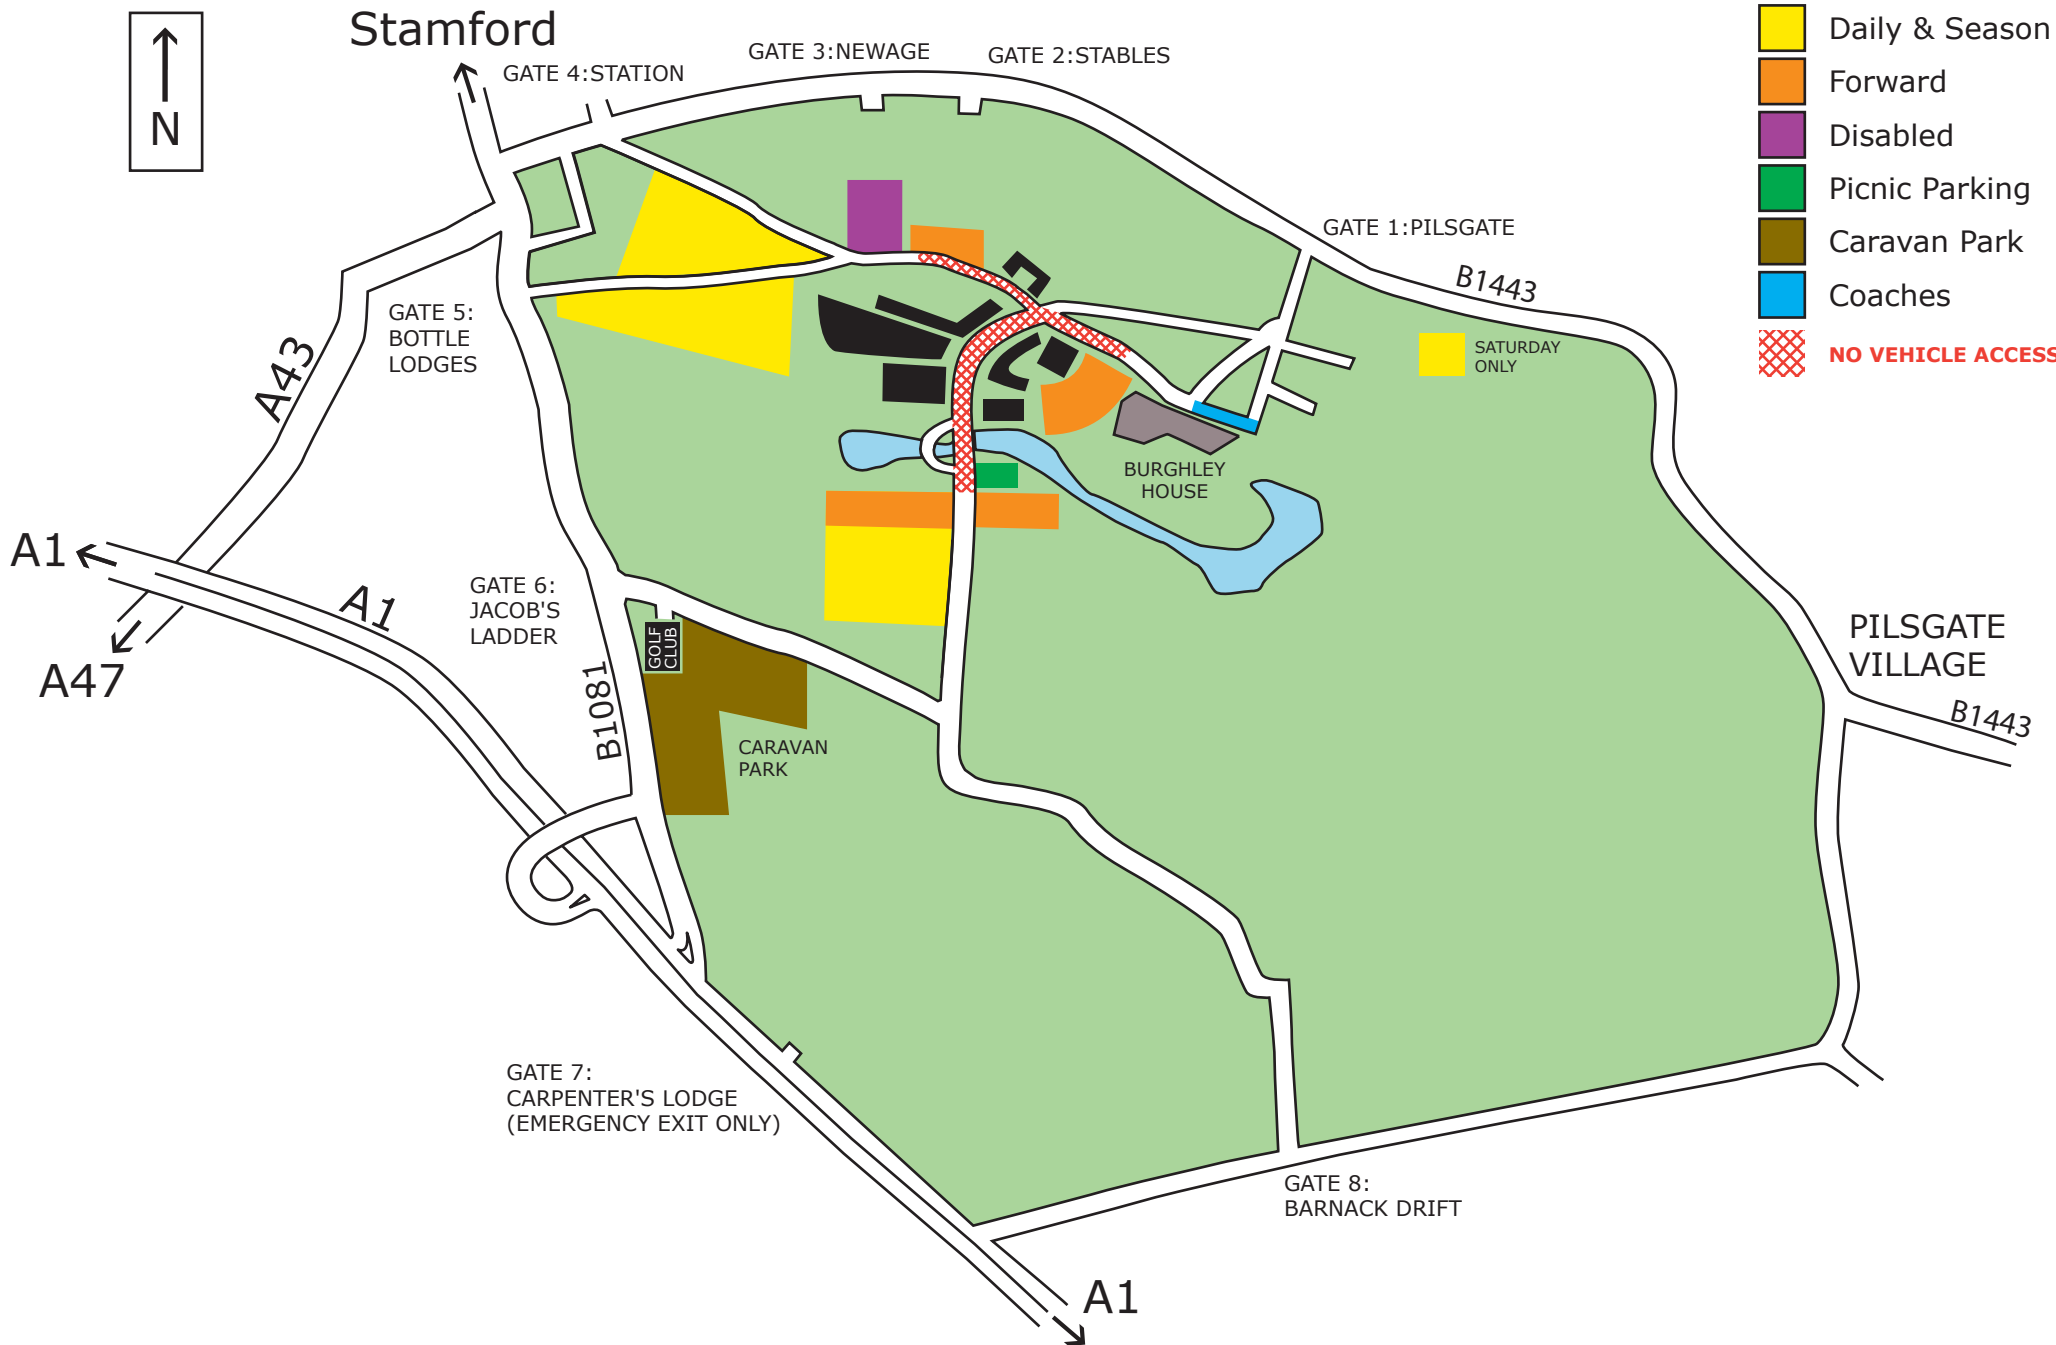 N
Stamford
GATE 4:STATION
GATE 3:NEWAGE
GATE 2:STABLES
Daily & Season
Forward
Disabled
Picnic Parking
Caravan Park
Coaches
NO VEHICLE ACCESS
GATE 1:PILSGATE
B1443
SATURDAY
ONLY
GATE 5:
BOTTLE
LODGES
A43
BURGHLEY
HOUSE
A1
A1
A47
GATE 6:
JACOB'S
LADDER
GOLF
CLUB
B1081
CARAVAN
PARK
PILSGATE
VILLAGE
B1443
GATE 7:
CARPENTER'S LODGE
(EMERGENCY EXIT ONLY)
GATE 8:
BARNACK DRIFT
A1